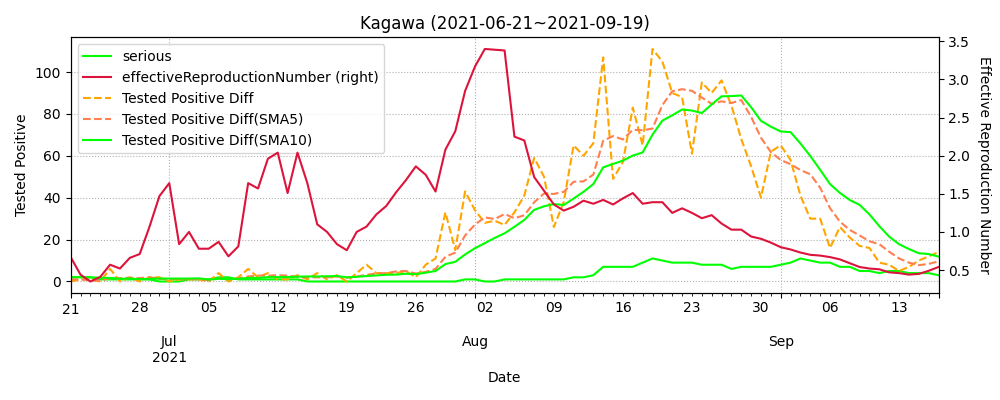 Kagawa (2021-06-21~2021-09-19)
serious
effectiveReproductionNumber (right)
Tested Positive Diff
Tested Positive Diff(SMA5)
Tested Positive Diff(SMA10)
Tested Positive
100
80
60
40
20
0
3.5
3.0
2.5
2.0
1.5
1.0
0.5
Effective Reproduction Number
21 28 05 12 19 26 02 09 16 23 30 06 13
Jul Aug Sep
2021
Date